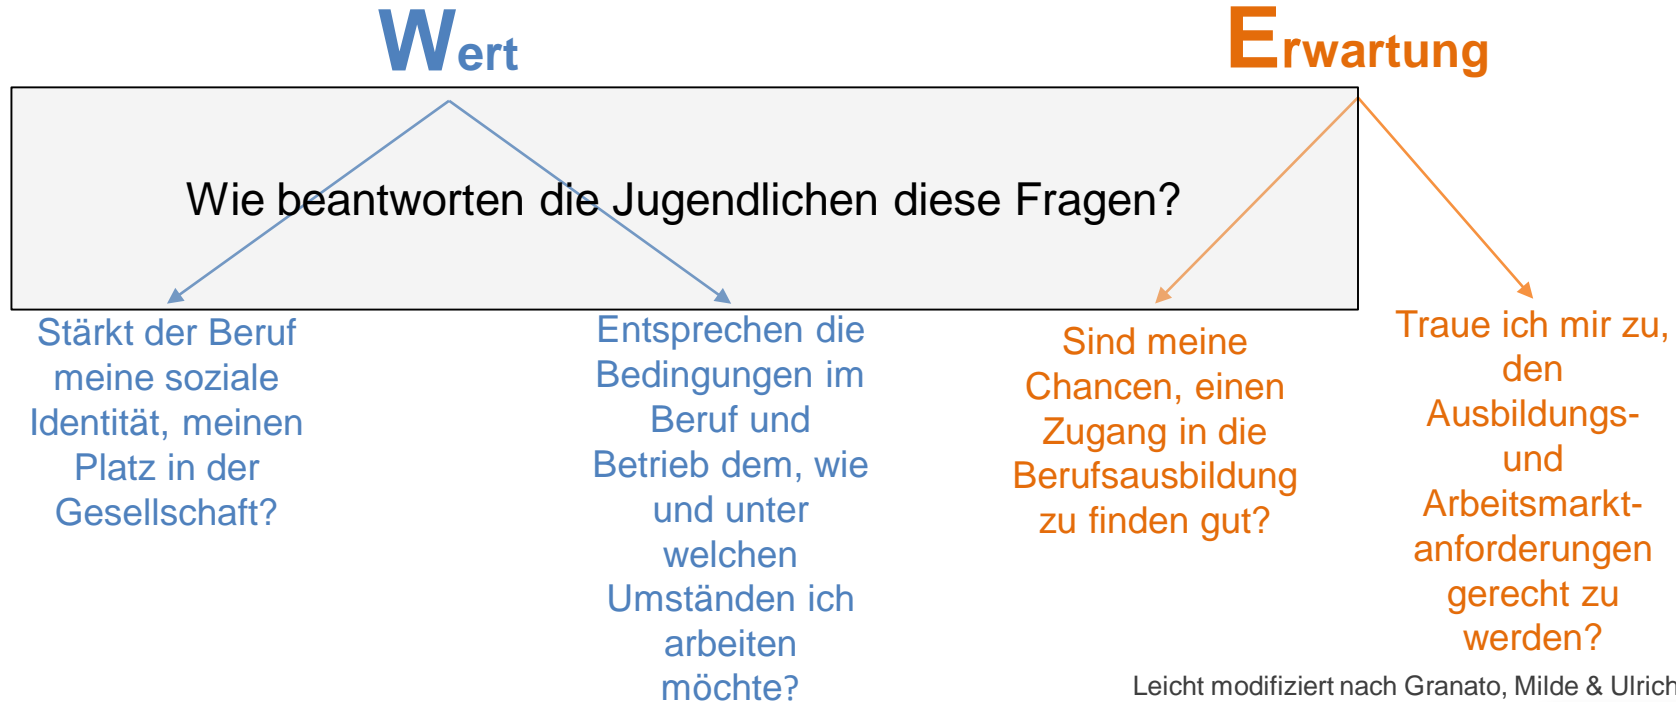 Wert
Erwartung
Wie beantworten die Jugendlichen diese Fragen?
Stärkt der Beruf
meine soziale
Identität, meinen
Platz in der
Gesellschaft?
Entsprechen die
Bedingungen im
Beruf und
Betrieb dem, wie
und unter
welchen
Umständen ich
arbeiten
möchte?
Sind meine
Chancen, einen
Zugang in die
Berufsausbildung
zu finden gut?
Traue ich mir zu,
den
Ausbildungs-
und
Arbeitsmarkt-
anforderungen
gerecht zu
werden?
Leicht modifiziert nach Granato, Milde & Ulrich